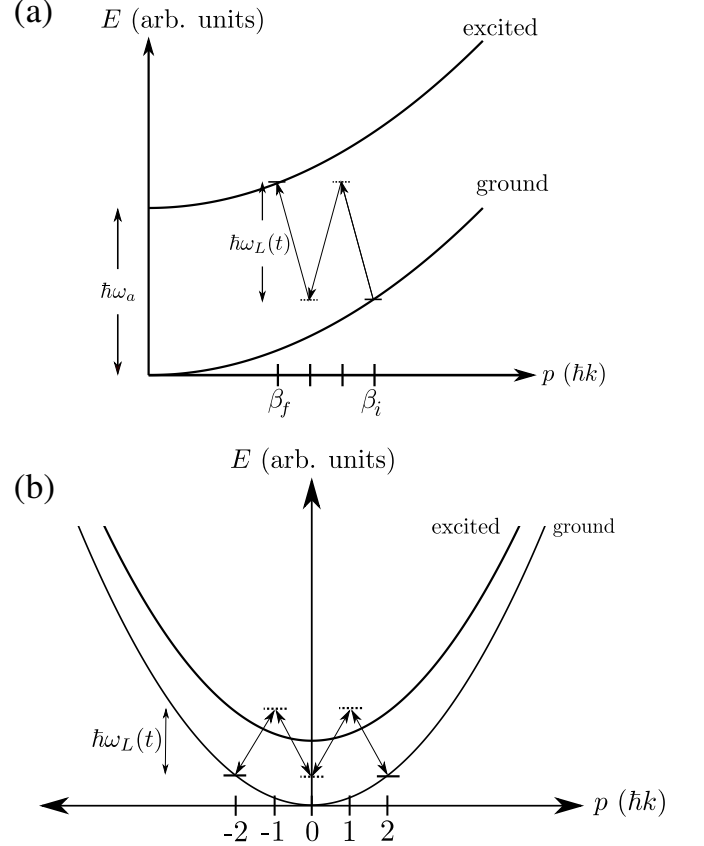 (a)
E (arb. units)
excited
ground
ħω_L(t)
ħω_a
p (ħk)
β_f
β_i
(b)
E (arb. units)
excited
ground
ħω_L(t)
p (ħk)
-2 -1 0 1 2